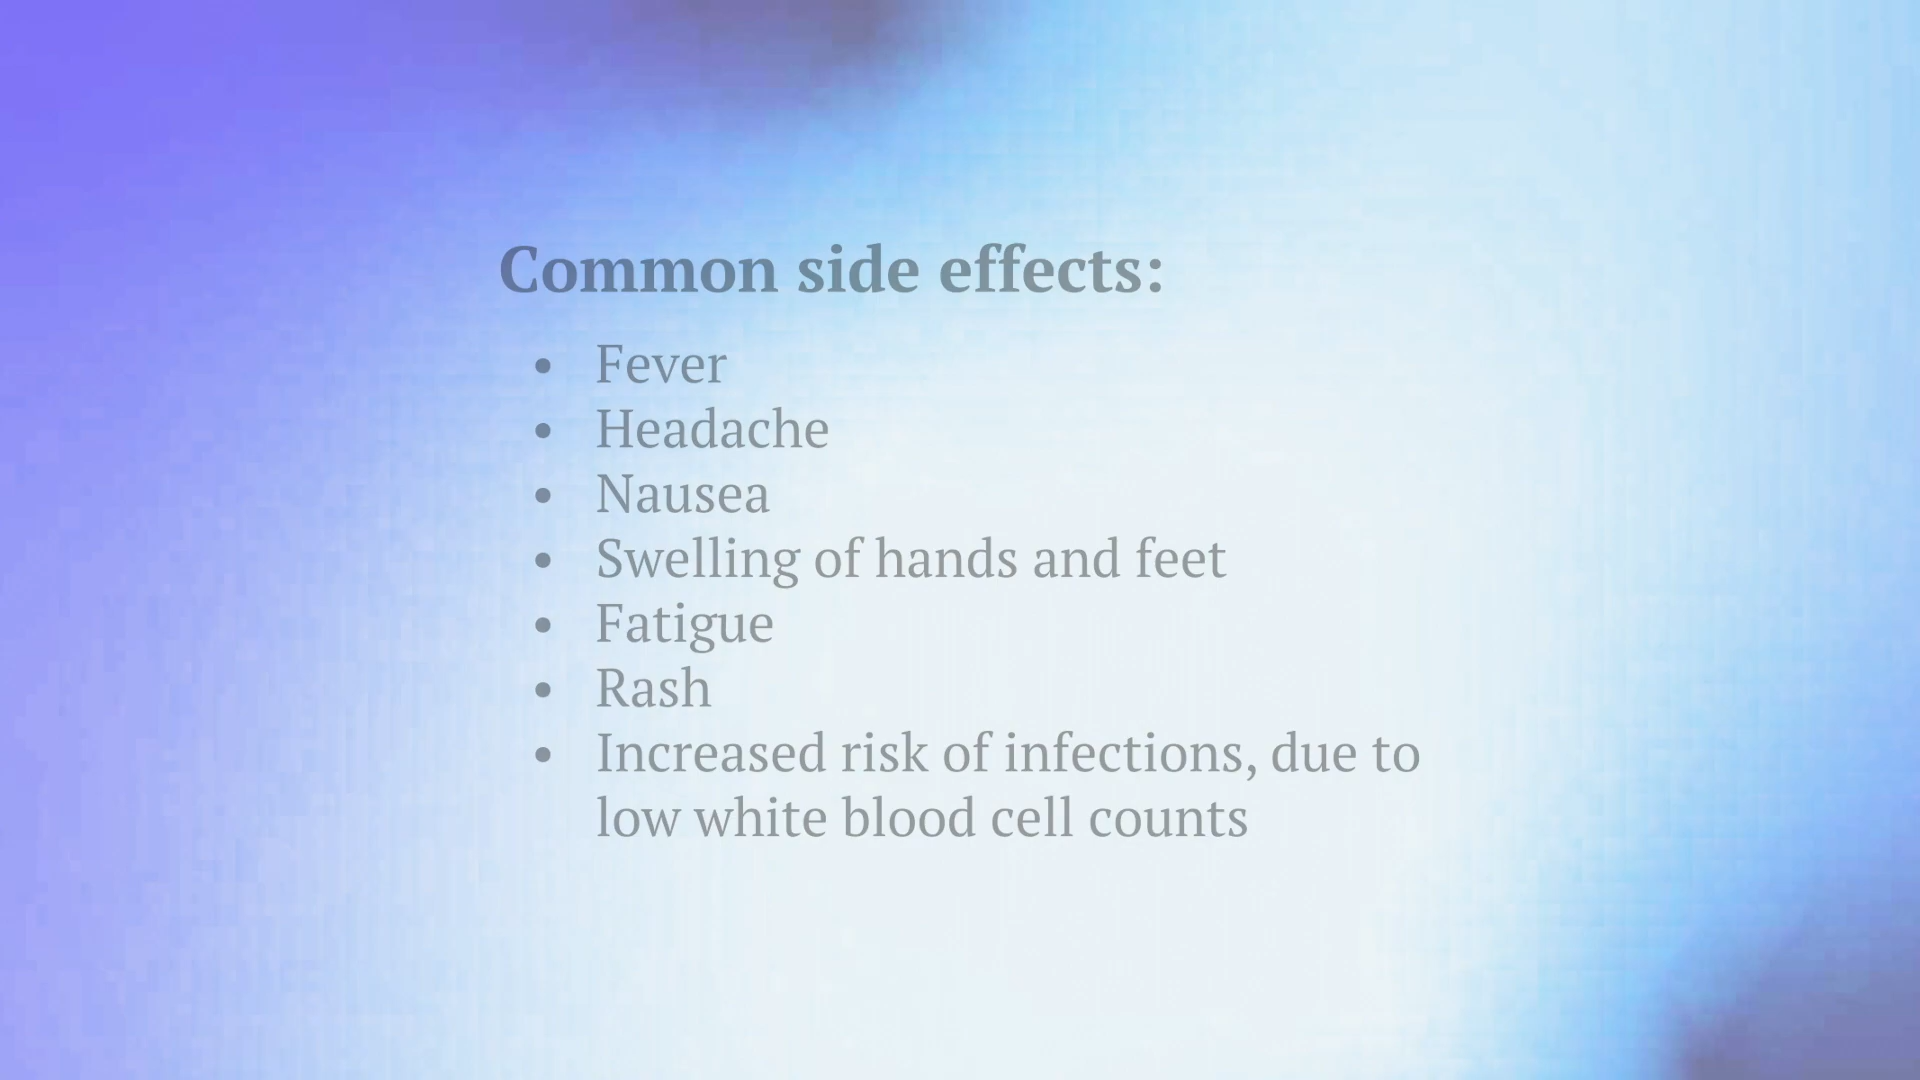 Common side effects:
• Fever
• Headache
• Nausea
• Swelling of hands and feet
• Fatigue
• Rash
• Increased risk of infections, due to
low white blood cell counts